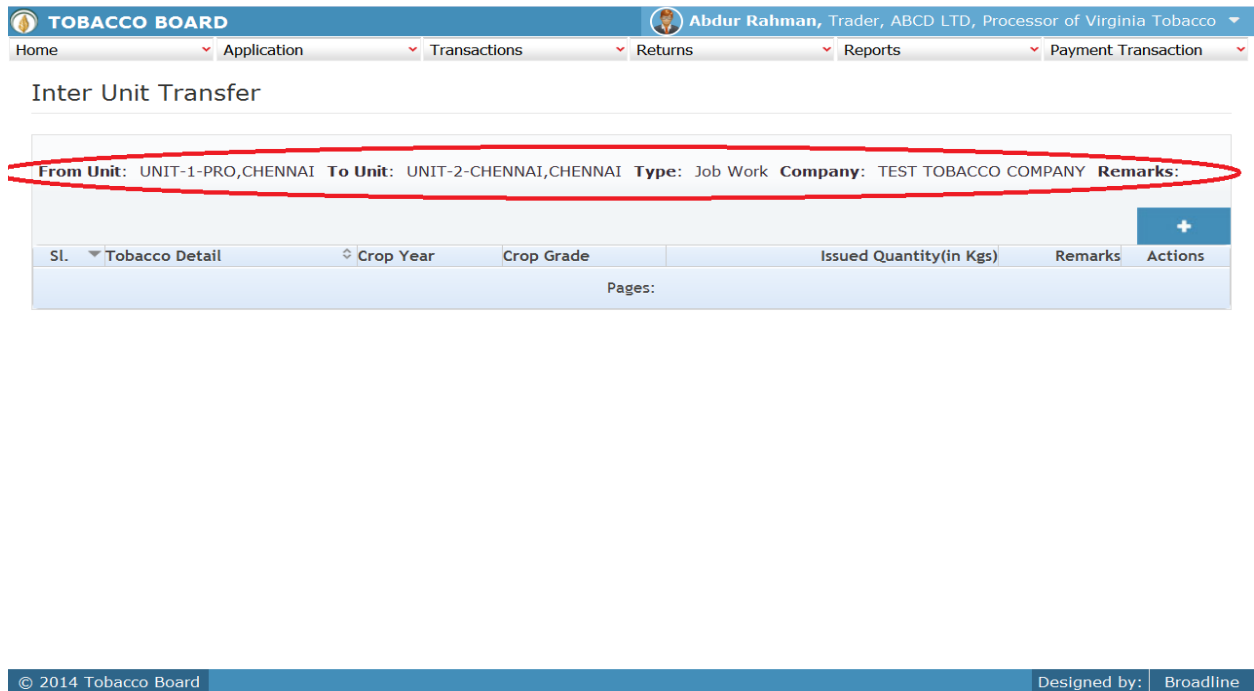 TOBACCO BOARD Abdur Rahman, Trader, ABCD LTD, Processor of Virginia Tobacco
Home Application Transactions Returns Reports Payment Transaction
Inter Unit Transfer
From Unit: UNIT-1-PRO,CHENNAI To Unit: UNIT-2-CHENNAI,CHENNAI Type: Job Work Company: TEST TOBACCO COMPANY Remarks:
+
Sl. Tobacco Detail Crop Year Crop Grade Issued Quantity(in Kgs) Remarks Actions
Pages:
© 2014 Tobacco Board Designed by: Broadline